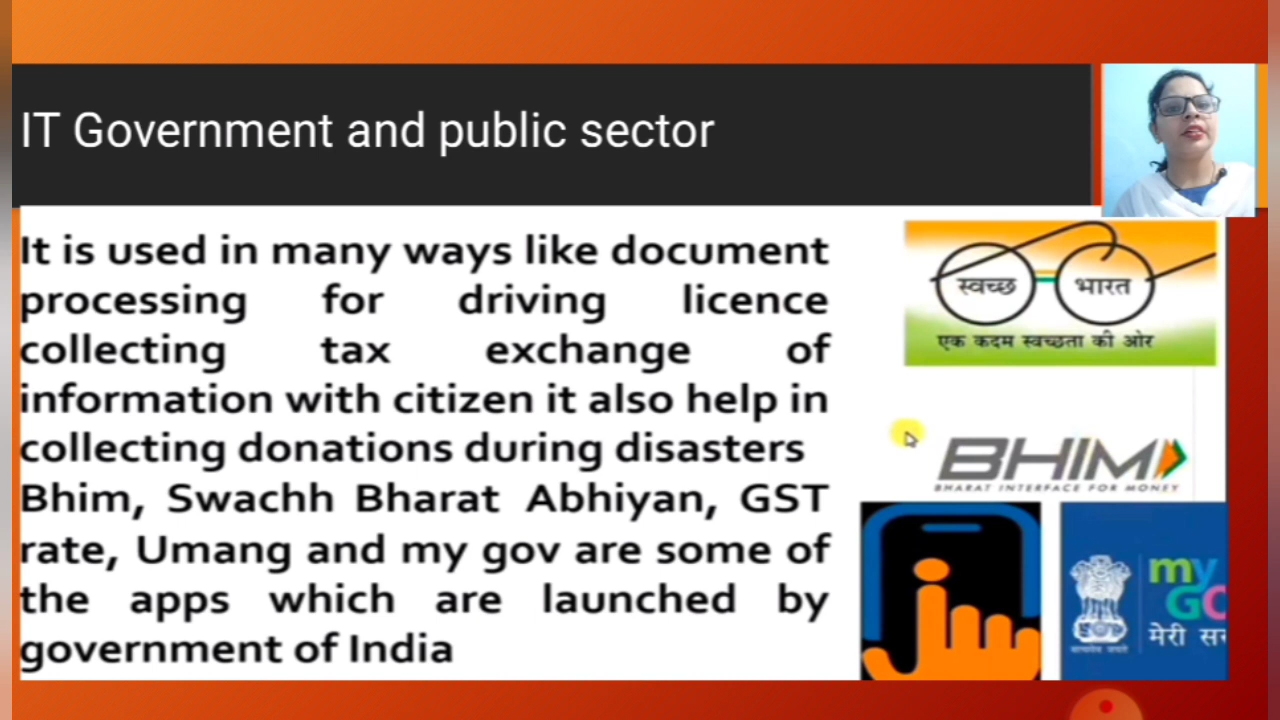 IT Government and public sector
It is used in many ways like document
processing for driving licence
collecting tax exchange of
information with citizen it also help in
collecting donations during disasters
Bhim, Swachh Bharat Abhiyan, GST
rate, Umang and my gov are some of
the apps which are launched by
government of India
स्वच्छ भारत
एक कदम स्वच्छता की ओर
BHIM
BHARAT INTERFACE FOR MONEY
my
मेरी